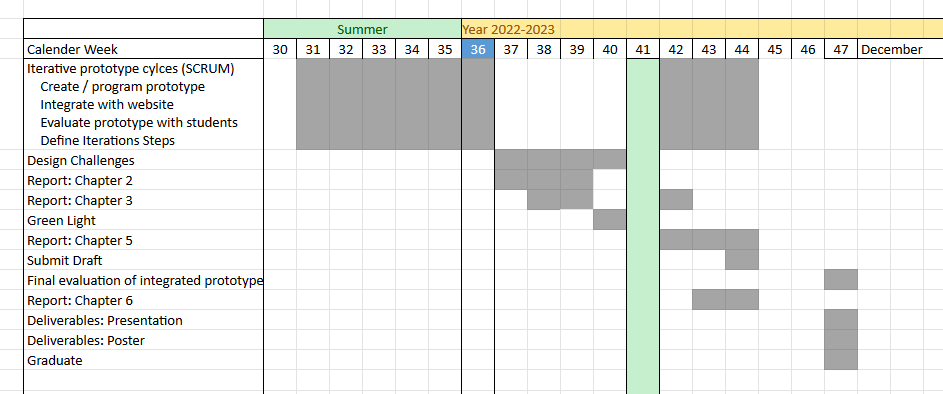 Summer Year 2022-2023
Calender Week 30 31 32 33 34 35 36 37 38 39 40 41 42 43 44 45 46 47 December
Iterative prototype cylces (SCRUM)
Create / program prototype
Integrate with website
Evaluate prototype with students
Define Iterations Steps
Design Challenges
Report: Chapter 2
Report: Chapter 3
Green Light
Report: Chapter 5
Submit Draft
Final evaluation of integrated prototype
Report: Chapter 6
Deliverables: Presentation
Deliverables: Poster
Graduate